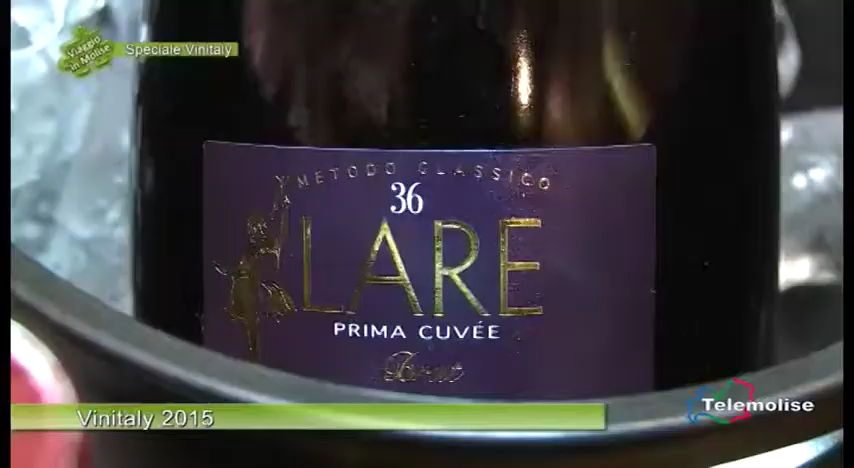 Viaggio
in Molise
Speciale Vinitaly
METODO CLASSICO
36
LARE
PRIMA CUVÉE
Brut
Vinitaly 2015
Telemolise